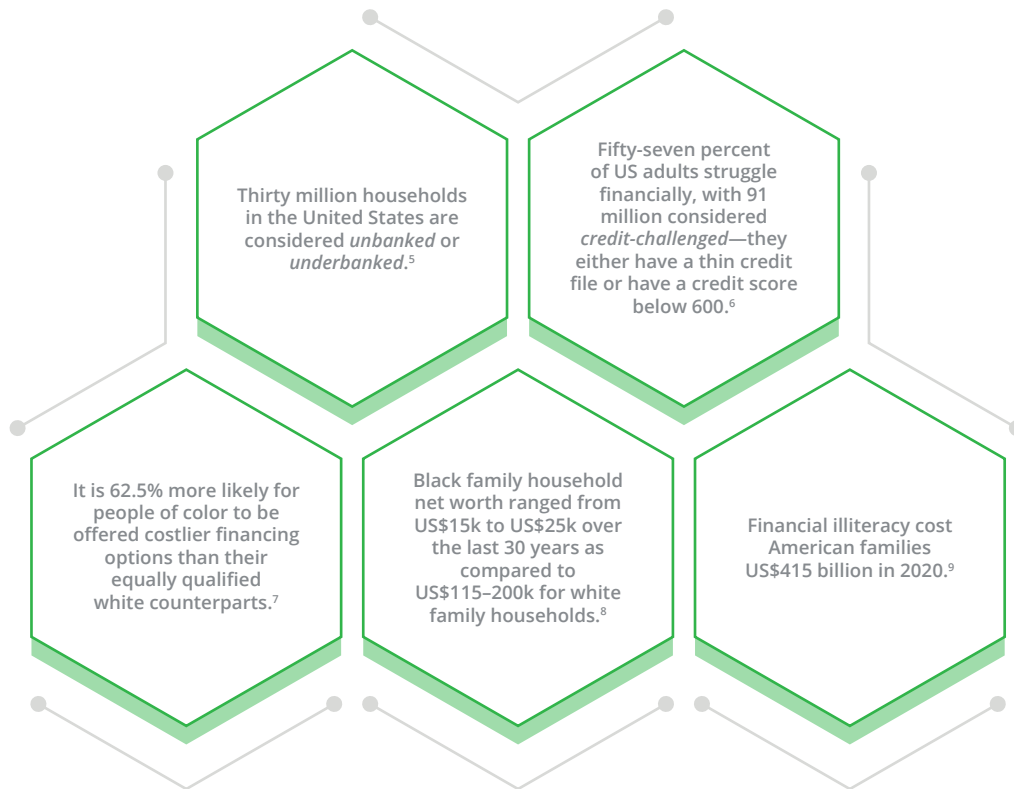 Thirty million households
in the United States are
considered unbanked or
underbanked.5
Fifty-seven percent
of US adults struggle
financially, with 91
million considered
credit-challenged—they
either have a thin credit
file or have a credit score
below 600.6
It is 62.5% more likely for
people of color to be
offered costlier financing
options than their
equally qualified
white counterparts.7
Black family household
net worth ranged from
US$15k to US$25k over
the last 30 years as
compared to
US$115–200k for white
family households.8
Financial illiteracy cost
American families
US$415 billion in 2020.9